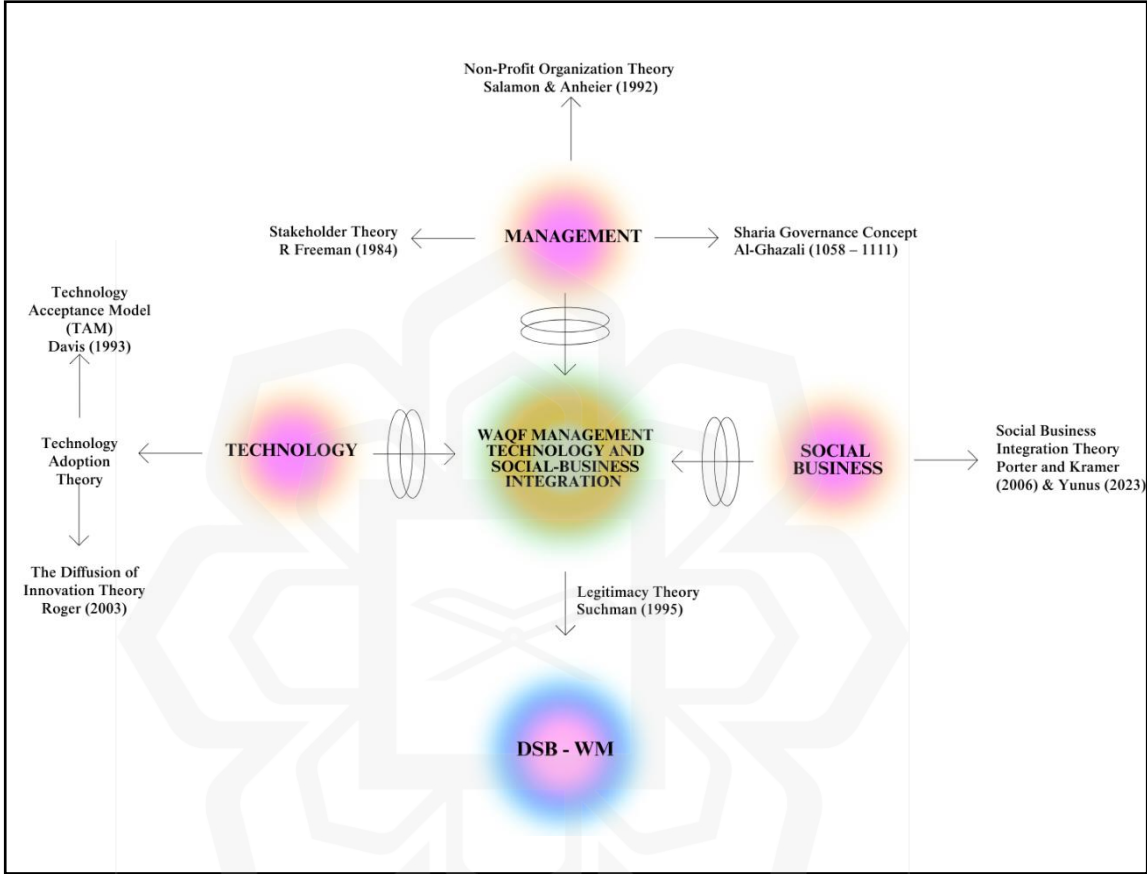 Non-Profit Organization Theory
Salamon & Anheier (1992)
Stakeholder Theory
R Freeman (1984)
MANAGEMENT
Sharia Governance Concept
Al-Ghazali (1058 – 1111)
Technology
Acceptance Model
(TAM)
Davis (1993)
Technology
Adoption
Theory
The Diffusion of
Innovation Theory
Roger (2003)
TECHNOLOGY
WAQF MANAGEMENT
TECHNOLOGY AND
SOCIAL-BUSINESS
INTEGRATION
SOCIAL
BUSINESS
Social Business
Integration Theory
Porter and Kramer
(2006) & Yunus (2023)
Legitimacy Theory
Suchman (1995)
DSB - WM